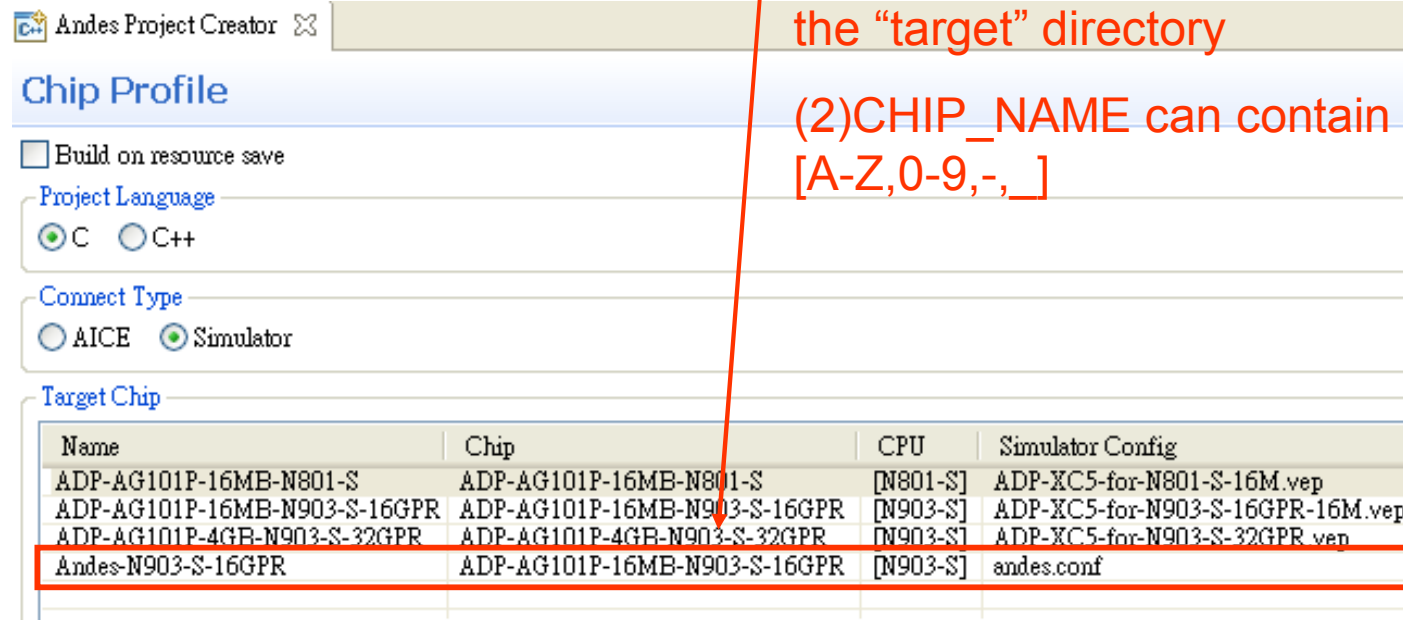 Andes Project Creator
the “target” directory
Chip Profile
(2)CHIP_NAME can contain
[A-Z,0-9,-,_]
Build on resource save
Project Language
C C++
Connect Type
AICE Simulator
Target Chip
Name Chip CPU Simulator Config
ADP-AG101P-16MB-N801-S ADP-AG101P-16MB-N801-S [N801-S] ADP-XC5-for-N801-S-16M.vep
ADP-AG101P-16MB-N903-S-16GPR ADP-AG101P-16MB-N903-S-16GPR [N903-S] ADP-XC5-for-N903-S-16GPR-16M.vep
ADP-AG101P-4GB-N903-S-32GPR ADP-AG101P-4GB-N903-S-32GPR [N903-S] ADP-XC5-for-N903-S-32GPR.vep
Andes-N903-S-16GPR ADP-AG101P-16MB-N903-S-16GPR [N903-S] andes.conf